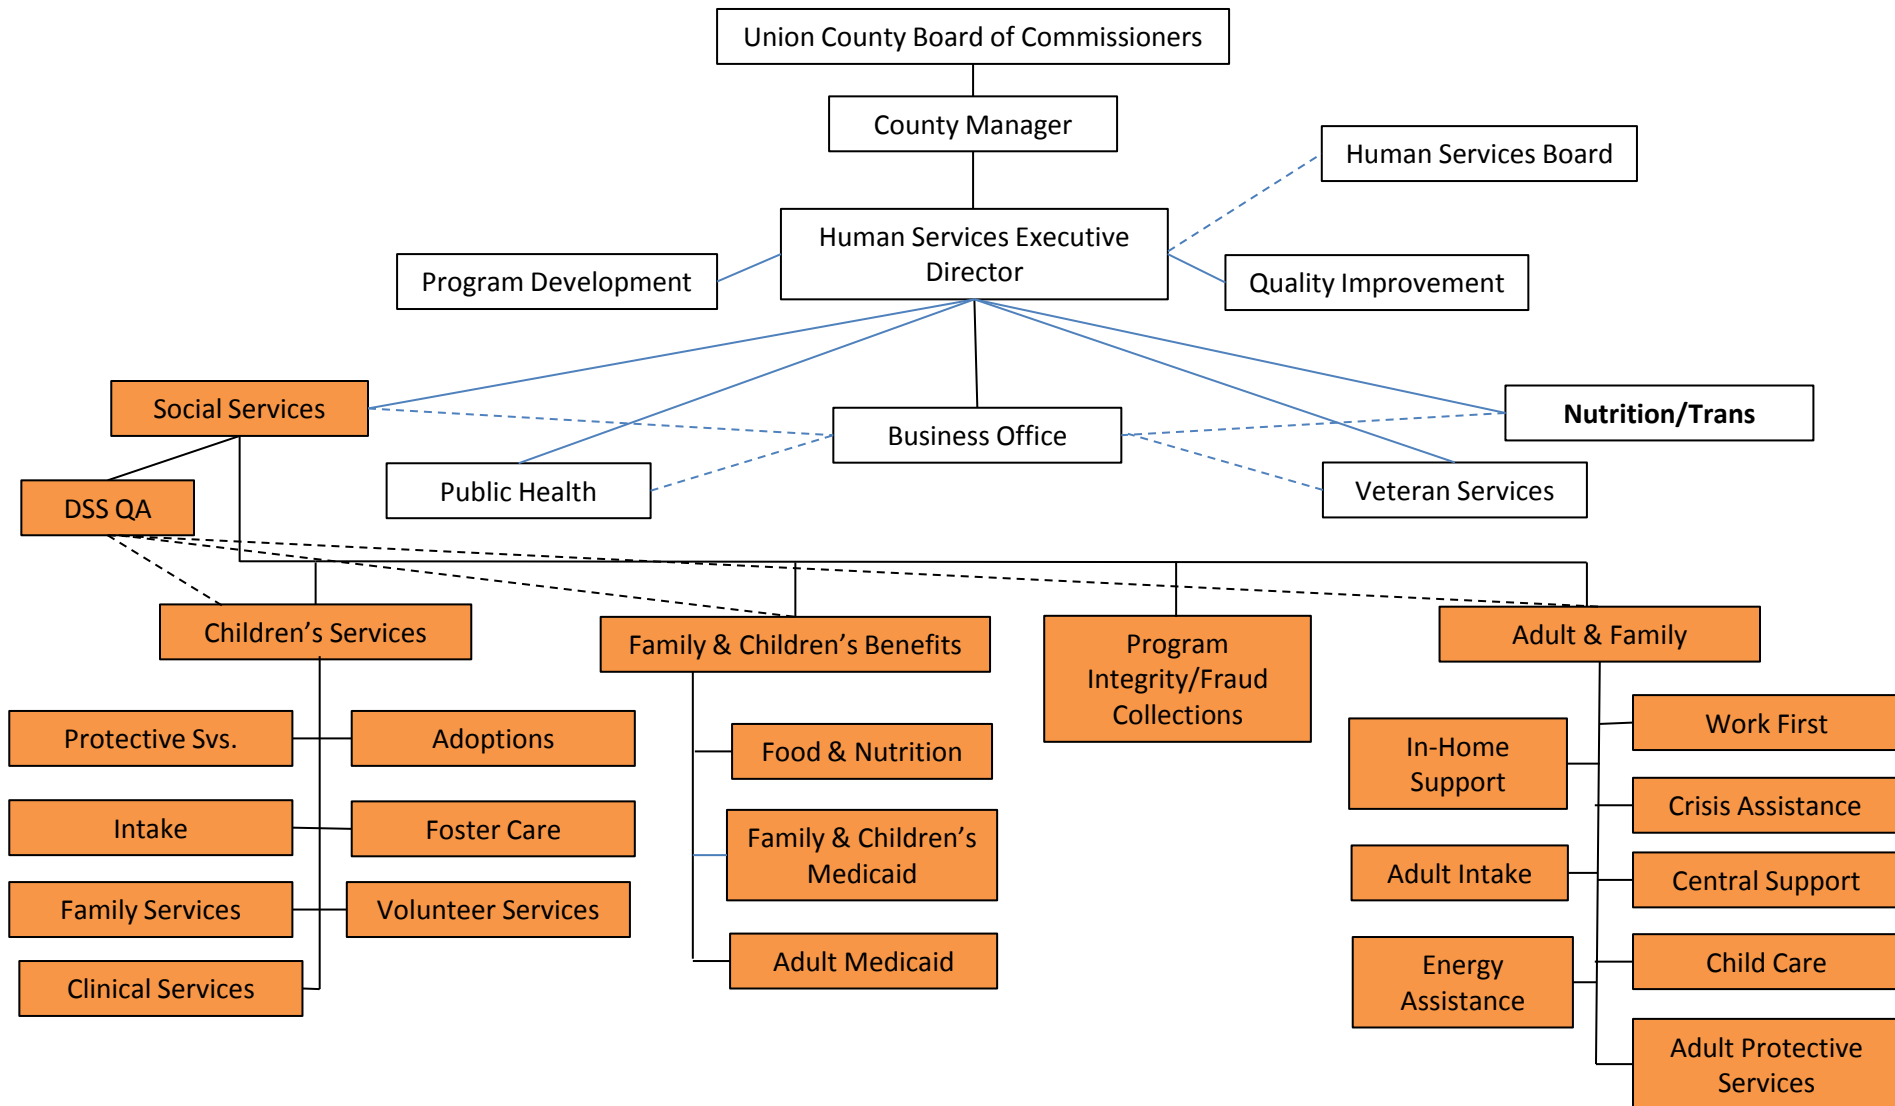 Union County Board of Commissioners
County Manager
Human Services Board
Human Services Executive
Director
Program Development
Quality Improvement
Social Services
Nutrition/Trans
Business Office
Public Health
Veteran Services
DSS QA
Children’s Services
Family & Children’s Benefits
Program
Integrity/Fraud
Collections
Adult & Family
Protective Svs.
Adoptions
Intake
Foster Care
Family Services
Volunteer Services
Clinical Services
Food & Nutrition
Family & Children’s
Medicaid
Adult Medicaid
In-Home
Support
Work First
Crisis Assistance
Adult Intake
Central Support
Energy
Assistance
Child Care
Adult Protective
Services